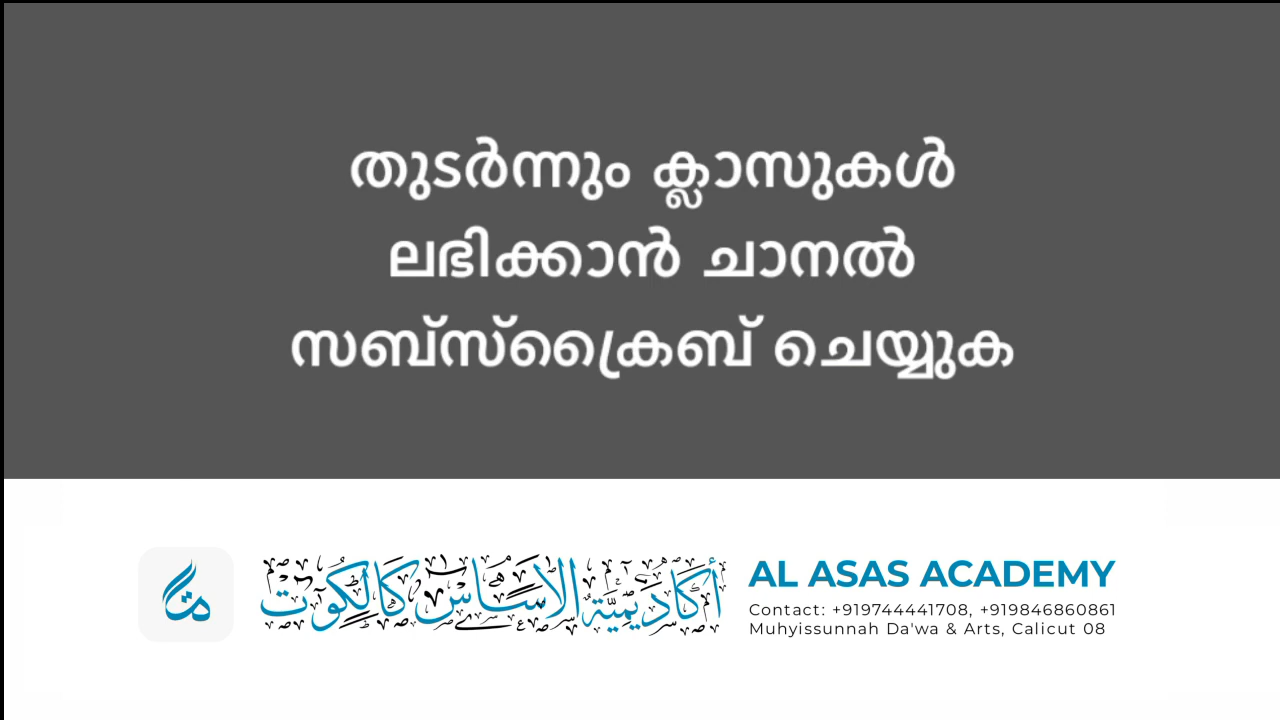 തുടർന്നും ക്ലാസുകൾ
ലഭിക്കാൻ ചാനൽ
സബ്സ്ക്രൈബ് ചെയ്യുക
أكاديمية الأساس كالكوت
AL ASAS ACADEMY
Contact: +919744441708, +919846860861
Muhyissunnah Da'wa & Arts, Calicut 08